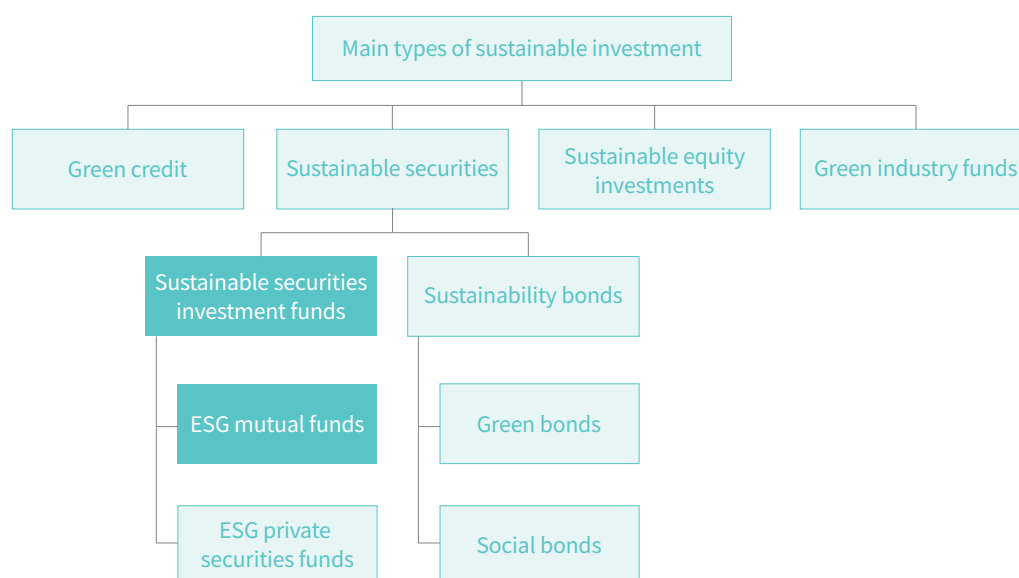 Main types of sustainable investment
Green credit
Sustainable securities
Sustainable equity
investments
Green industry funds
Sustainable securities
investment funds
Sustainability bonds
ESG mutual funds
Green bonds
ESG private
securities funds
Social bonds